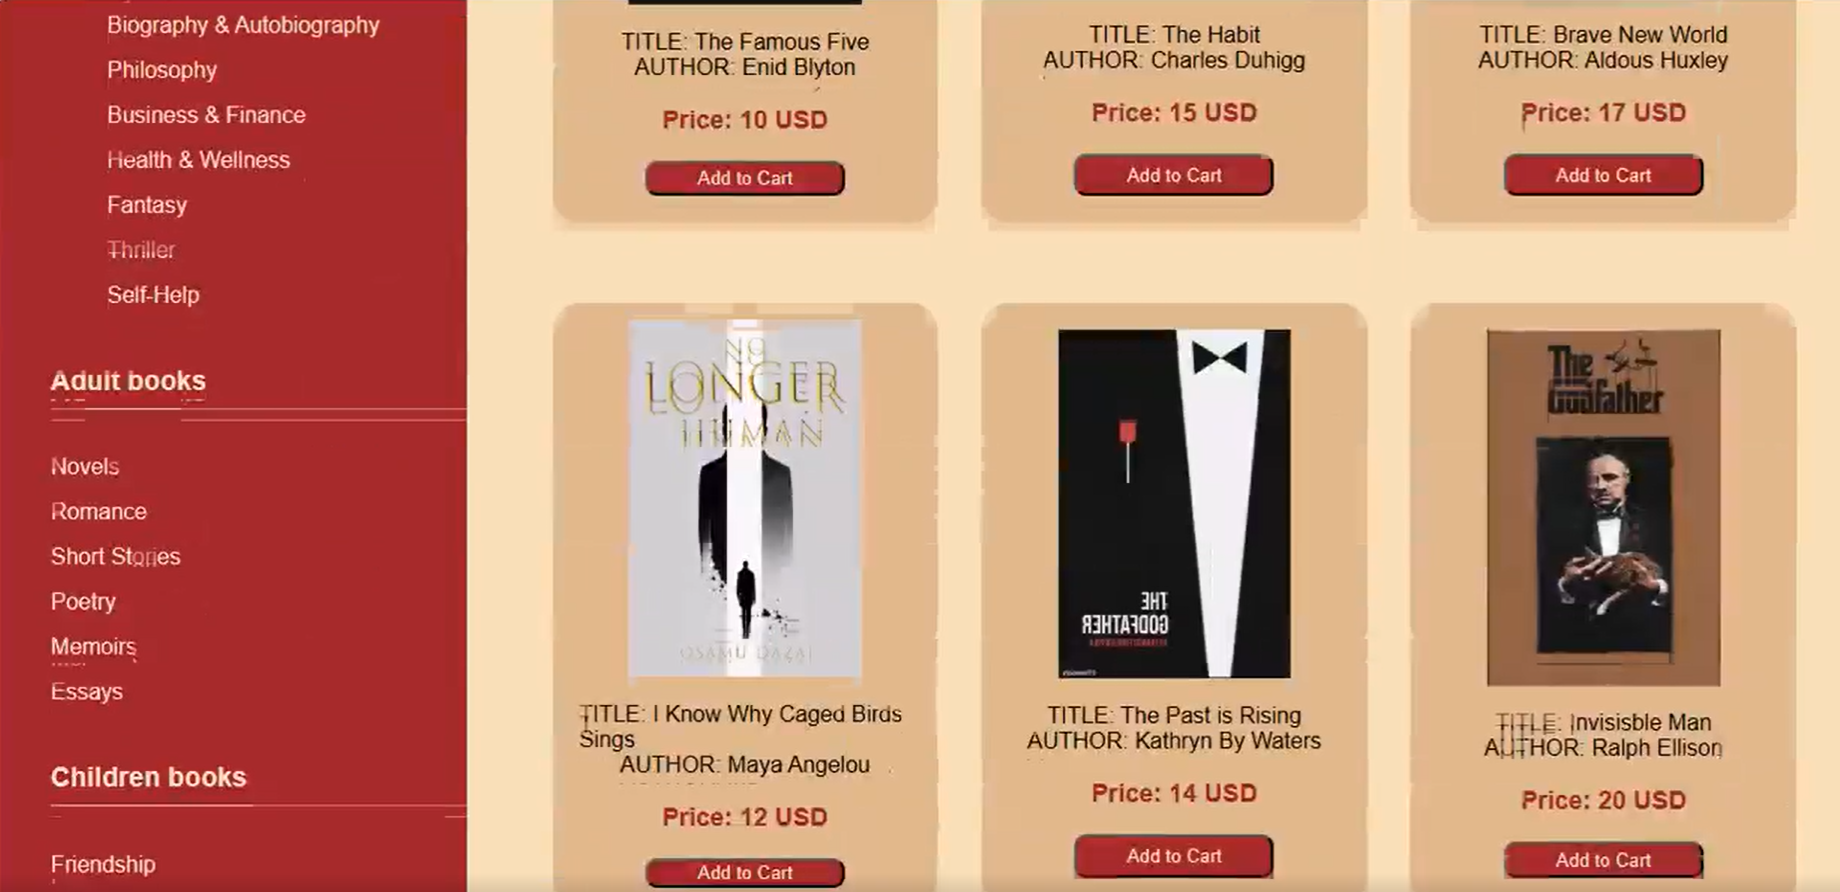 Biography & Autobiography
Philosophy
Business & Finance
Health & Wellness
Fantasy
Thriller
Self-Help
Adult books
Novels
Romance
Short Stories
Poetry
Memoirs
Essays
Children books
Friendship
TITLE: The Famous Five
AUTHOR: Enid Blyton
Price: 10 USD
Add to Cart
TITLE: The Habit
AUTHOR: Charles Duhigg
Price: 15 USD
Add to Cart
TITLE: Brave New World
AUTHOR: Aldous Huxley
Price: 17 USD
Add to Cart
NO
LONGER
HUMAN
OSAMU DAZAI
TITLE: I Know Why Caged Birds
Sings
AUTHOR: Maya Angelou
Price: 12 USD
Add to Cart
THE
GODFATHER
TITLE: The Past is Rising
AUTHOR: Kathryn By Waters
Price: 14 USD
Add to Cart
The
Godfather
TITLE: Invisisble Man
AUTHOR: Ralph Ellison
Price: 20 USD
Add to Cart